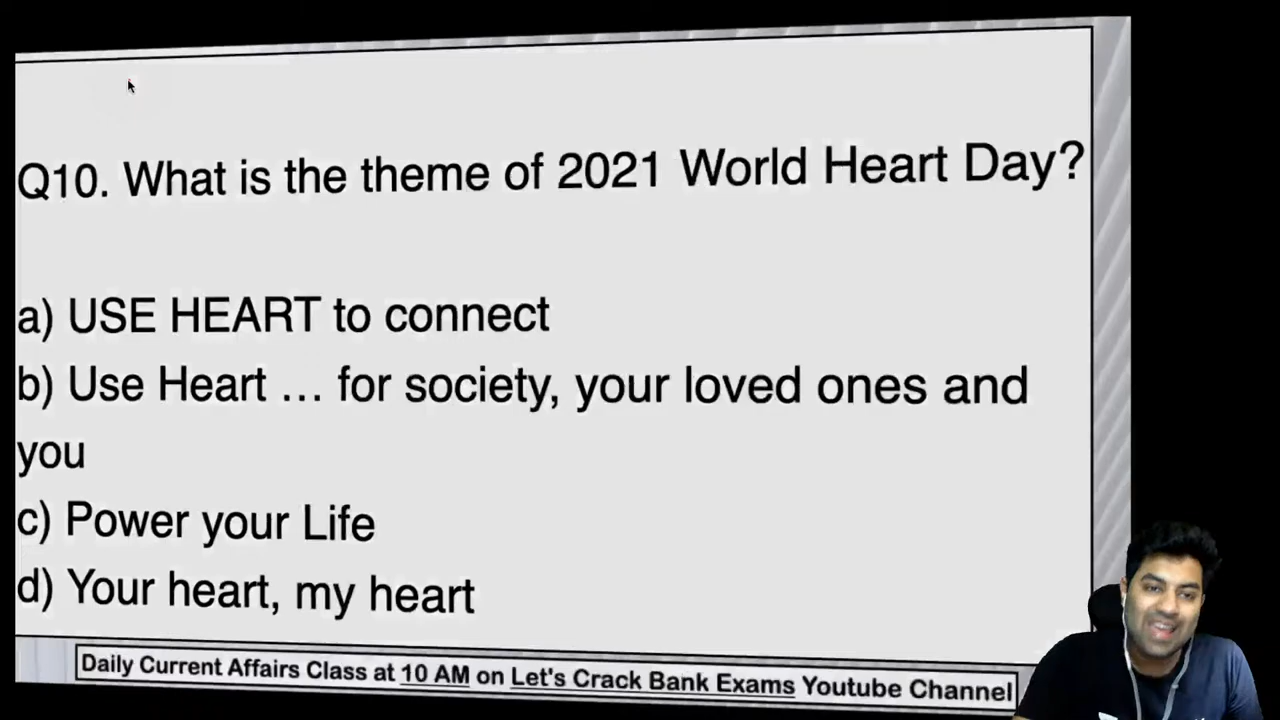 Q10. What is the theme of 2021 World Heart Day?
a) USE HEART to connect
b) Use Heart … for society, your loved ones and
you
c) Power your Life
d) Your heart, my heart
Daily Current Affairs Class at 10 AM on Let's Crack Bank Exams Youtube Channel